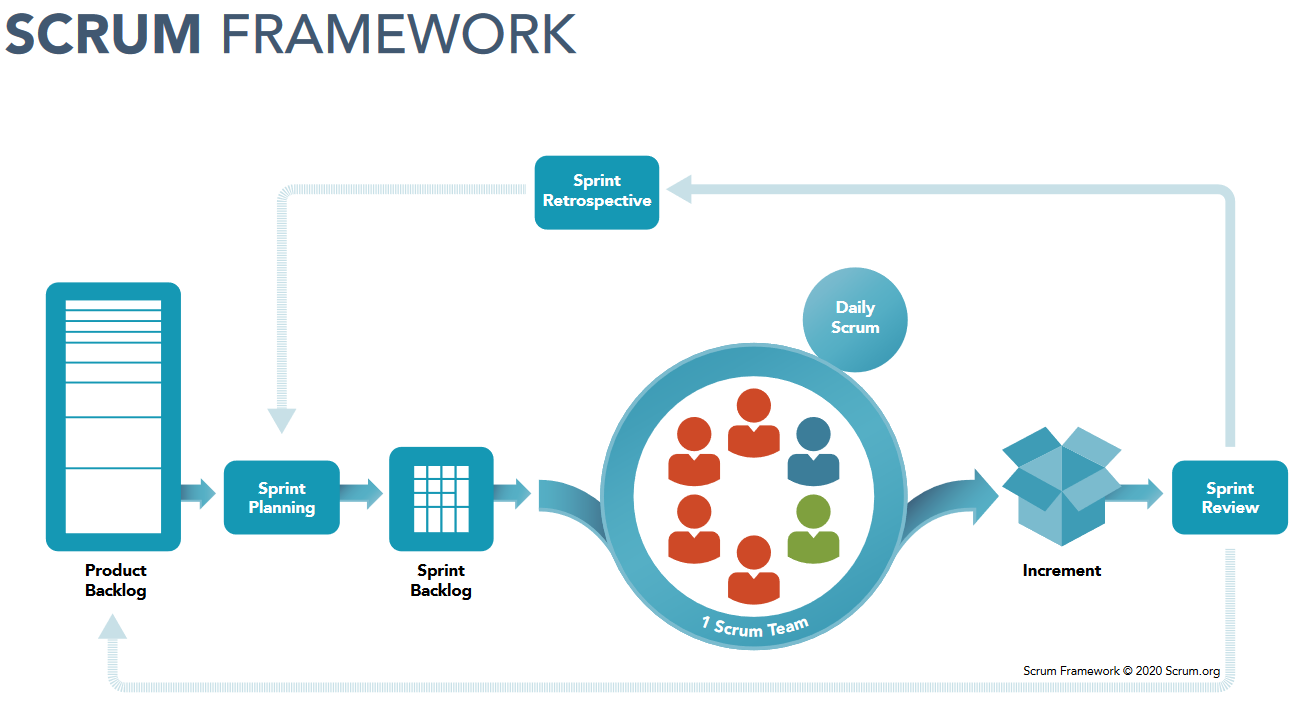 SCRUM FRAMEWORK
Sprint
Retrospective
Daily
Scrum
Sprint
Planning
Sprint
Review
Product
Backlog
Sprint
Backlog
Increment
1 Scrum Team
Scrum Framework © 2020 Scrum.org